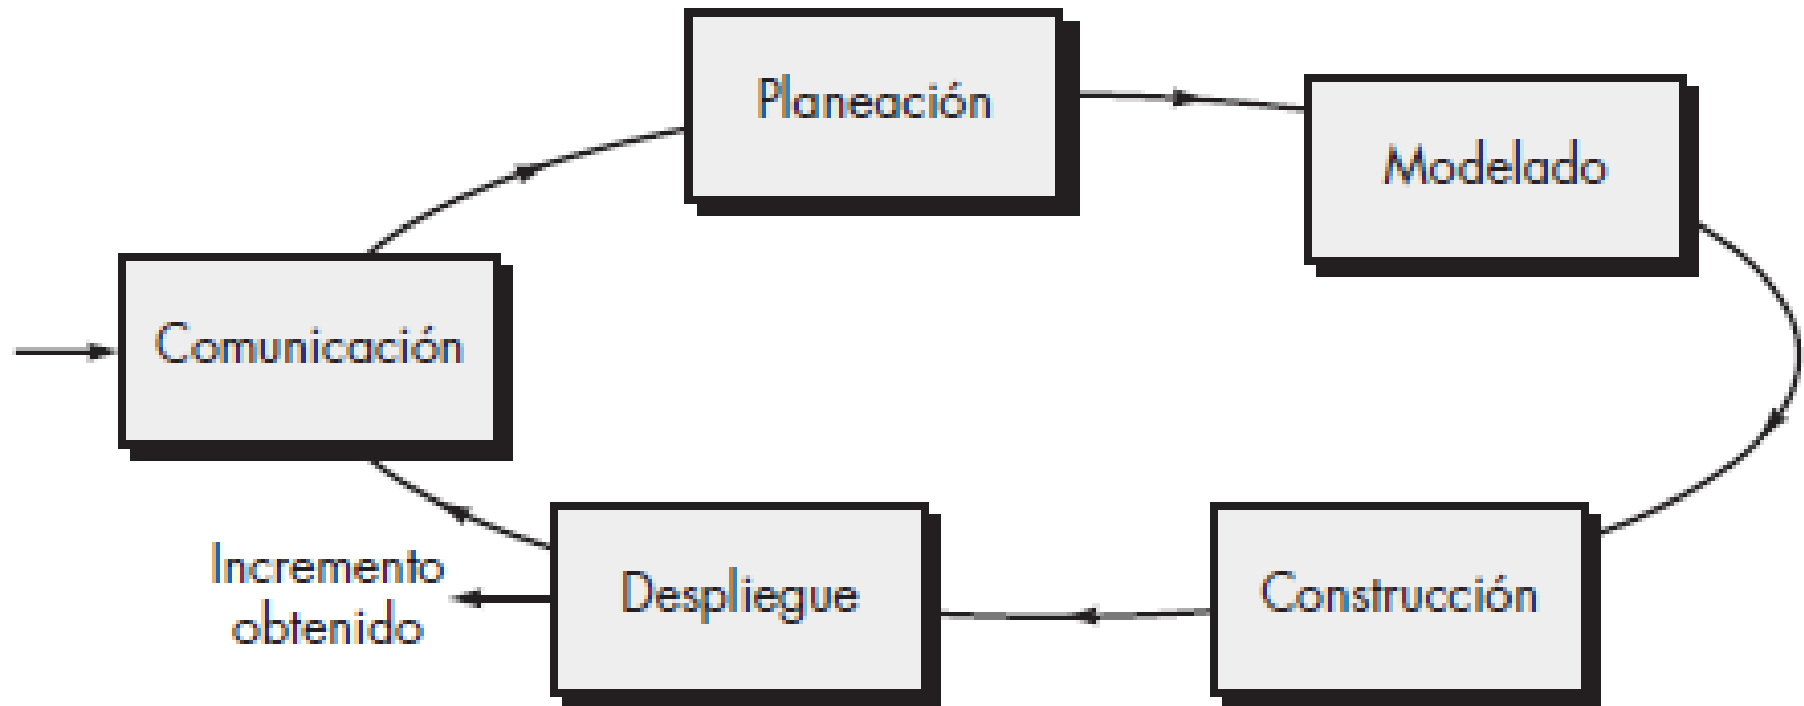 Planeación
Modelado
Comunicación
Incremento
obtenido
Despliegue
Construcción